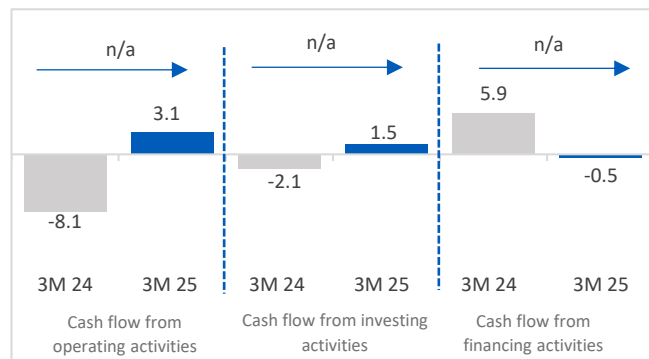 n/a
n/a
n/a
5.9
3.1
1.5
-2.1
-0.5
-8.1
3M 24
3M 25
3M 24
3M 25
3M 24
3M 25
Cash flow from
operating activities
Cash flow from investing
activities
Cash flow from
financing activities